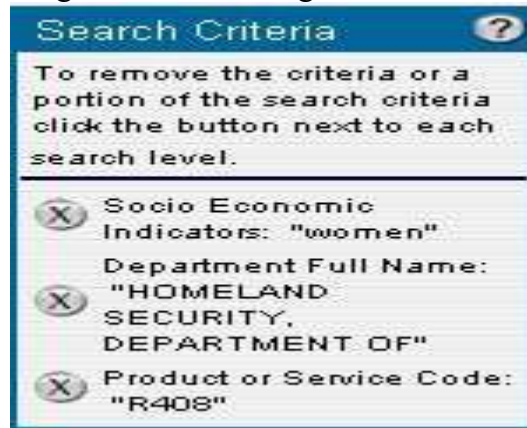 Search Criteria ?
To remove the criteria or a
portion of the search criteria
click the button next to each
search level.
X Socio Economic
Indicators: "women"
Department Full Name:
X "HOMELAND
SECURITY,
DEPARTMENT OF"
X Product or Service Code:
"R408"